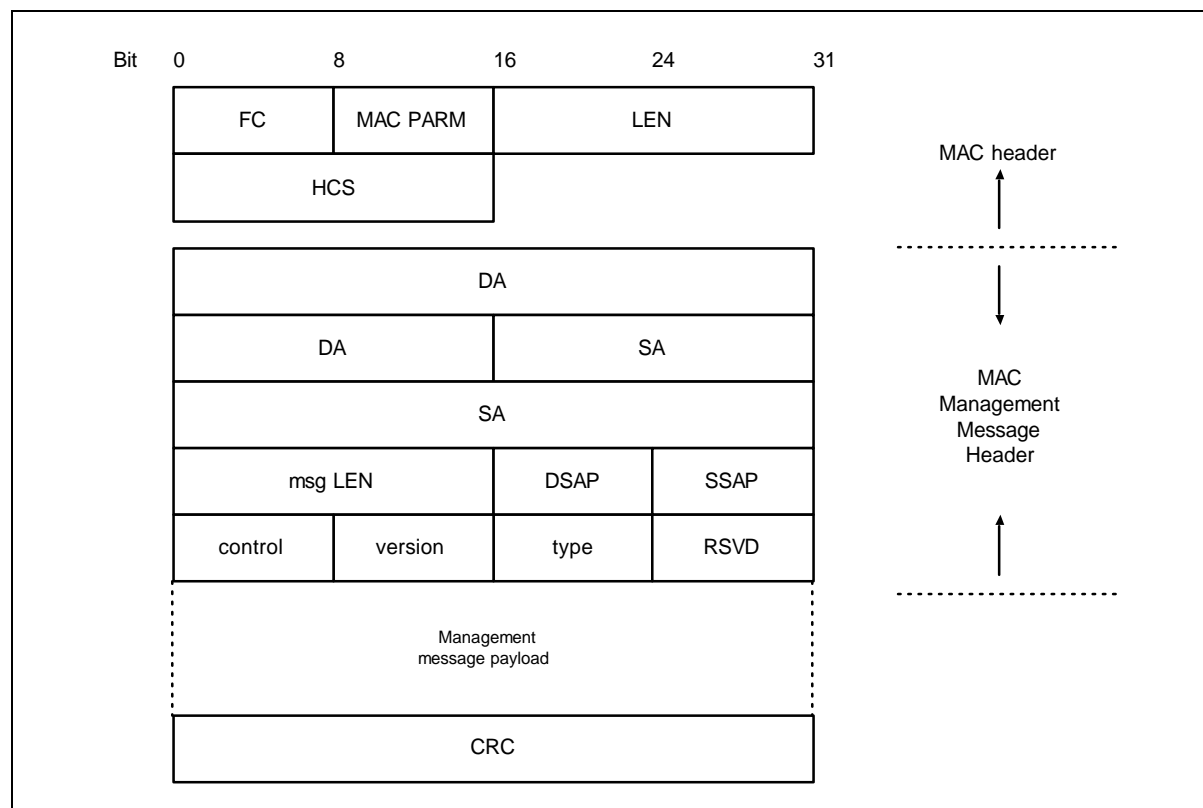 Bit 0 8 16 24 31
FC MAC PARM LEN
MAC header
HCS
DA
DA SA
SA
MAC
Management
Message
Header
msg LEN DSAP SSAP
control version type RSVD
Management
message payload
CRC